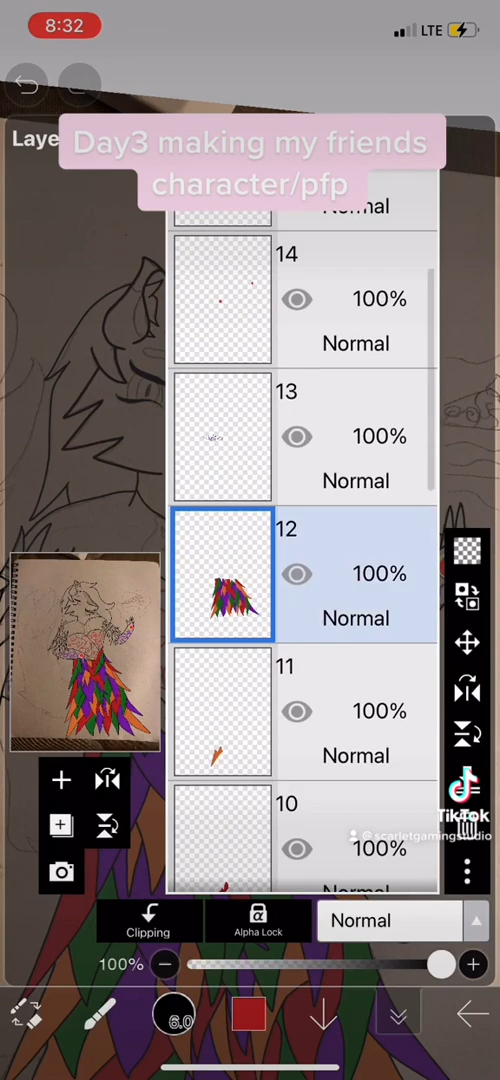 8:32
LTE
Laye
Day3 making my friends
character/pfp
Normal
14
100%
Normal
13
100%
Normal
12
100%
Normal
11
100%
Normal
10
100%
Normal
TikTok
@scarletgamingstudio
Clipping
α
Alpha Lock
Normal
100%
6.0